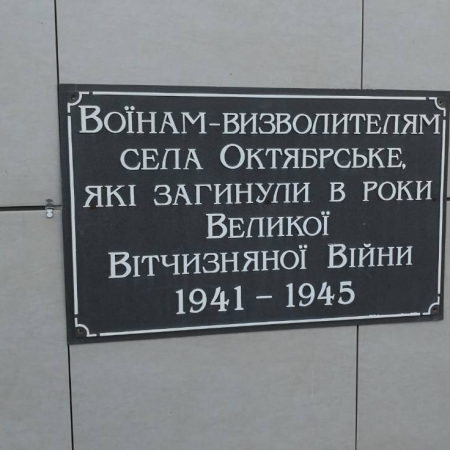 Воїнам-визволителям
села Октябрське,
які загинули в роки
Великої
Вітчизняної Війни
1941 – 1945